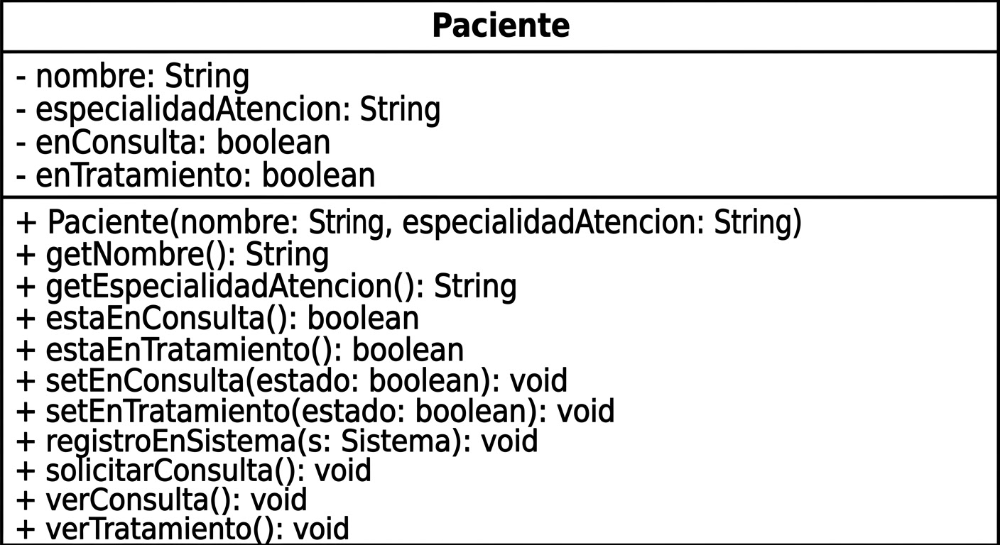 Paciente
- nombre: String
- especialidadAtencion: String
- enConsulta: boolean
- enTratamiento: boolean
+ Paciente(nombre: String, especialidadAtencion: String)
+ getNombre(): String
+ getEspecialidadAtencion(): String
+ estaEnConsulta(): boolean
+ estaEnTratamiento(): boolean
+ setEnConsulta(estado: boolean): void
+ setEnTratamiento(estado: boolean): void
+ registroEnSistema(s: Sistema): void
+ solicitarConsulta(): void
+ verConsulta(): void
+ verTratamiento(): void